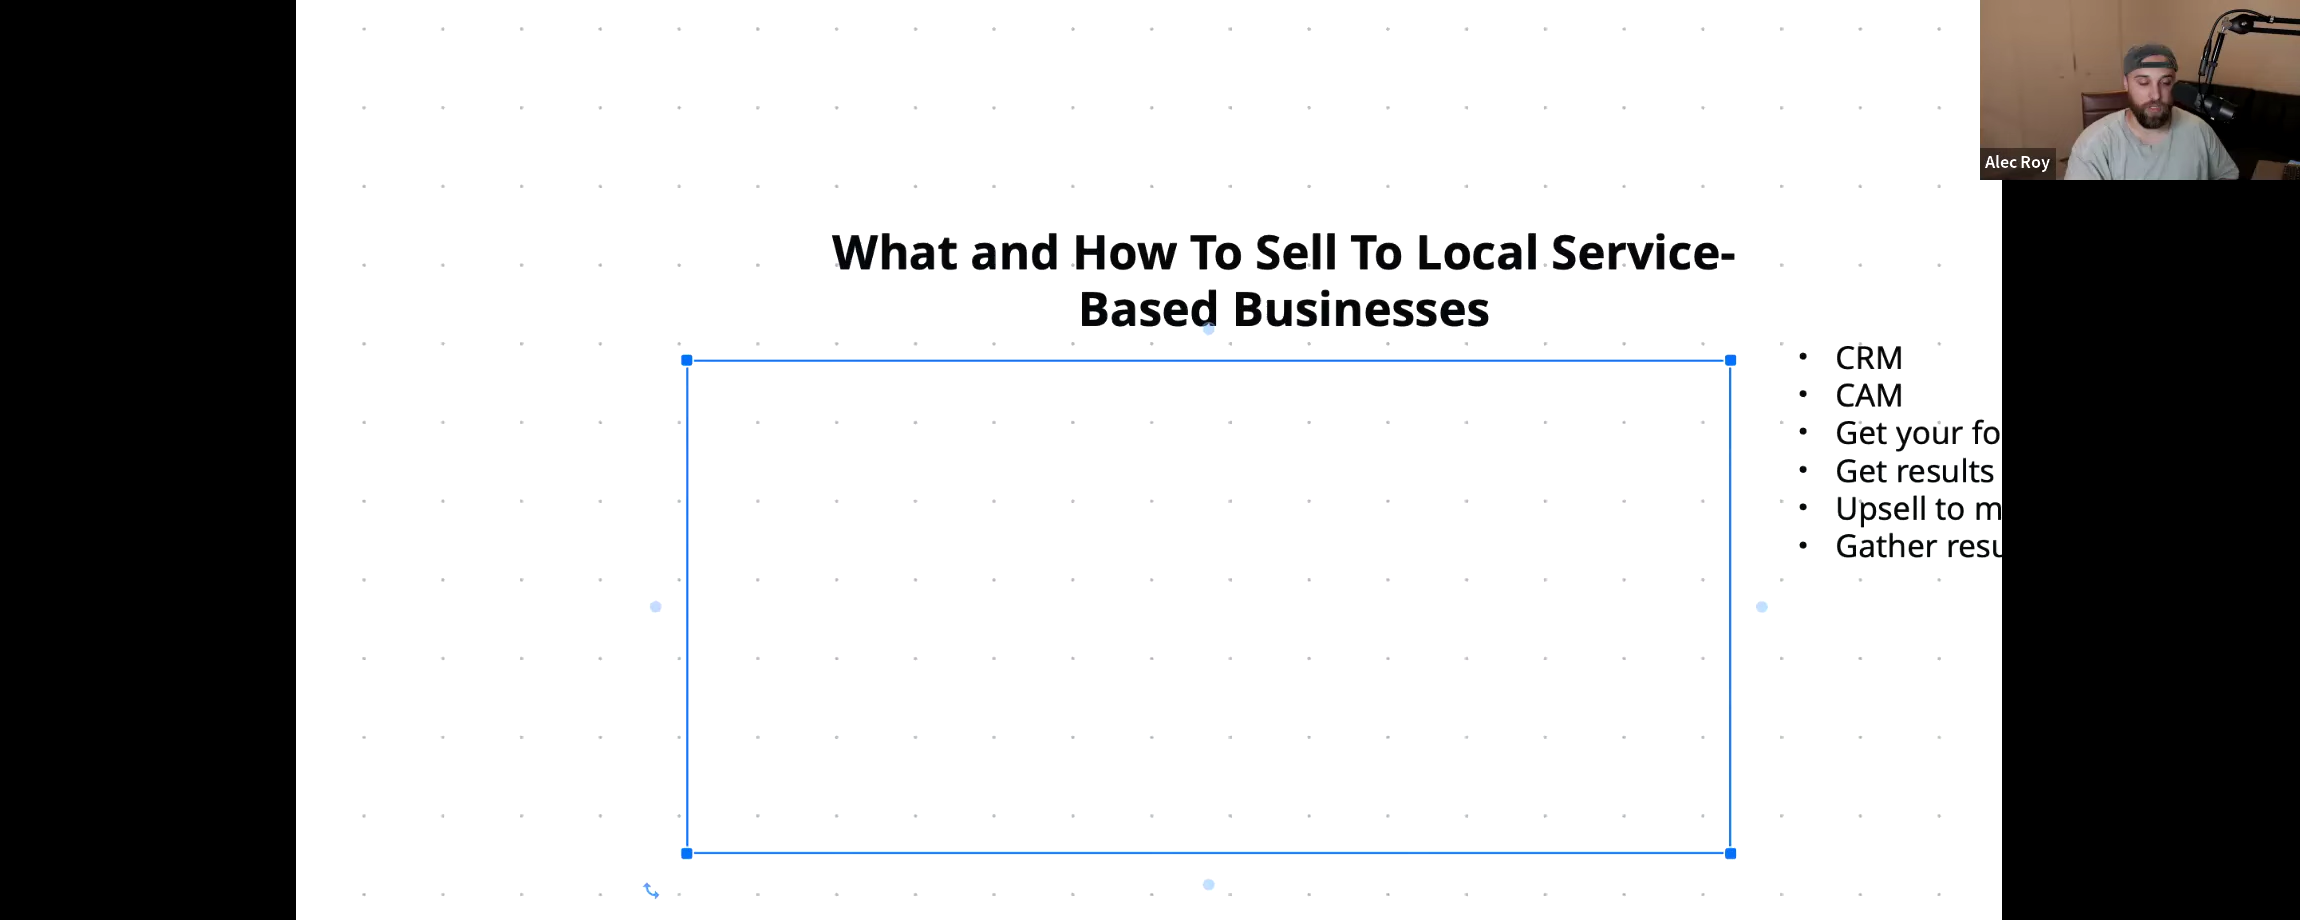 Alec Roy
What and How To Sell To Local Service-
Based Businesses
• CRM
• CAM
• Get your fo
• Get results
• Upsell to m
• Gather resu